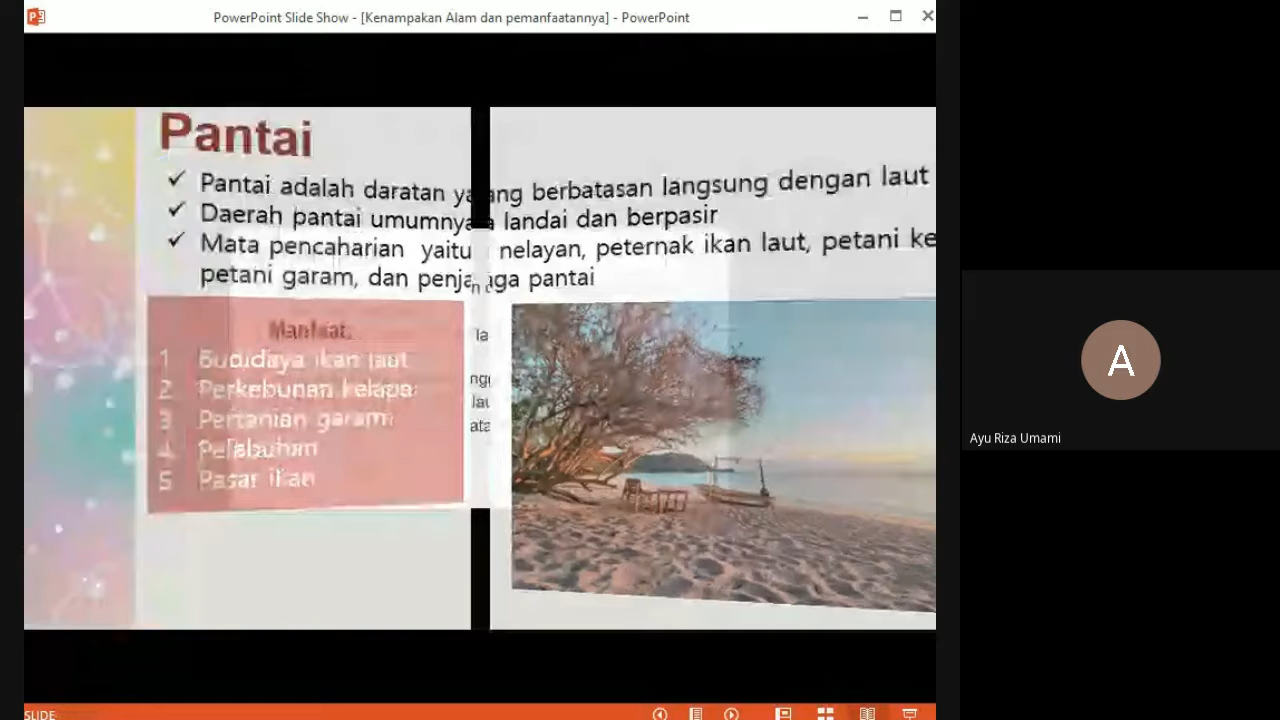 PowerPoint Slide Show - [Kenampakan Alam dan pemanfaatannya] - PowerPoint
Pantai
✓ Pantai adalah daratan yang berbatasan langsung dengan laut
✓ Daerah pantai umumnya landai dan berpasir
✓ Mata pencaharian yaitu nelayan, peternak ikan laut, petani ke
petani garam, dan penjaga pantai
Manfaat:
1 Bududaya ikan laut
2 Perkebunan kelapa
3 Pertanian garam
4 Pelabuhan
5 Pasar ikan
A
Ayu Riza Umami
SLIDE